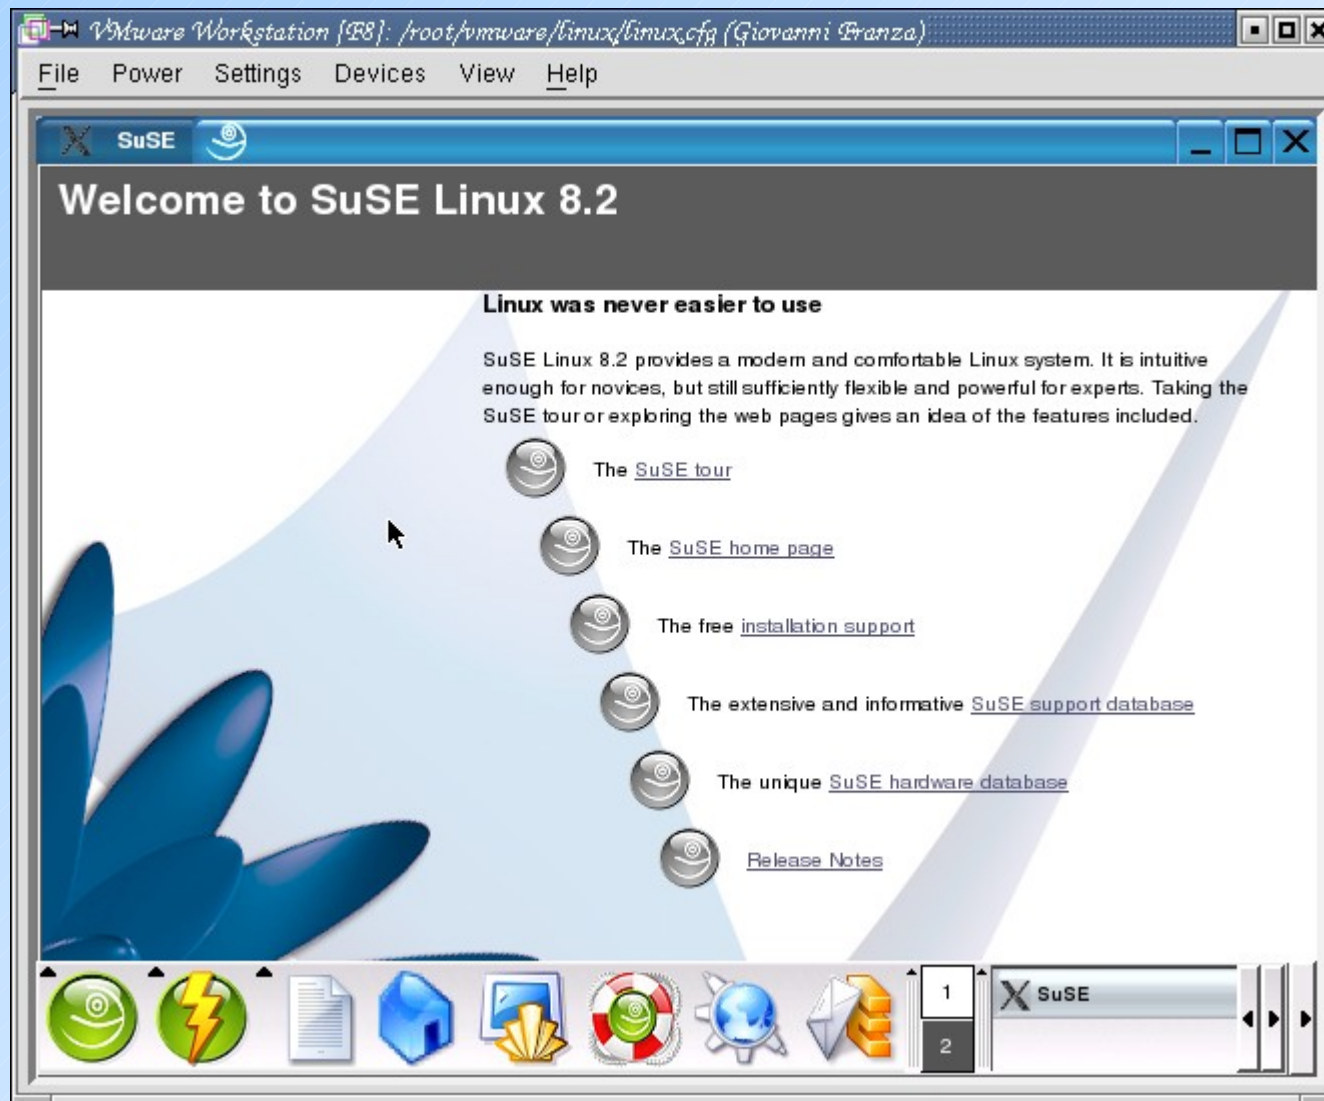 VMware Workstation [F8]: /root/vmware/linux/linux.cfg (Giovanni Franza)
File Power Settings Devices View Help
SuSE
Welcome to SuSE Linux 8.2
Linux was never easier to use
SuSE Linux 8.2 provides a modern and comfortable Linux system. It is intuitive
enough for novices, but still sufficiently flexible and powerful for experts. Taking the
SuSE tour or exploring the web pages gives an idea of the features included.
The SuSE tour
The SuSE home page
The free installation support
The extensive and informative SuSE support database
The unique SuSE hardware database
Release Notes
1
SuSE
2